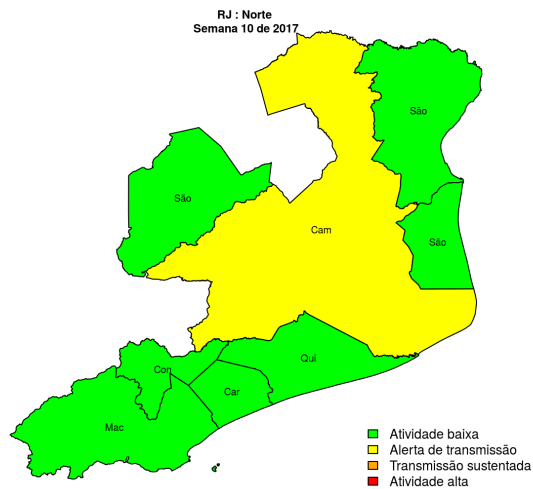 RJ : Norte
Semana 10 de 2017
São
São
Cam
São
Qui
Con
Car
Mac
Atividade baixa
Alerta de transmissão
Transmissão sustentada
Atividade alta